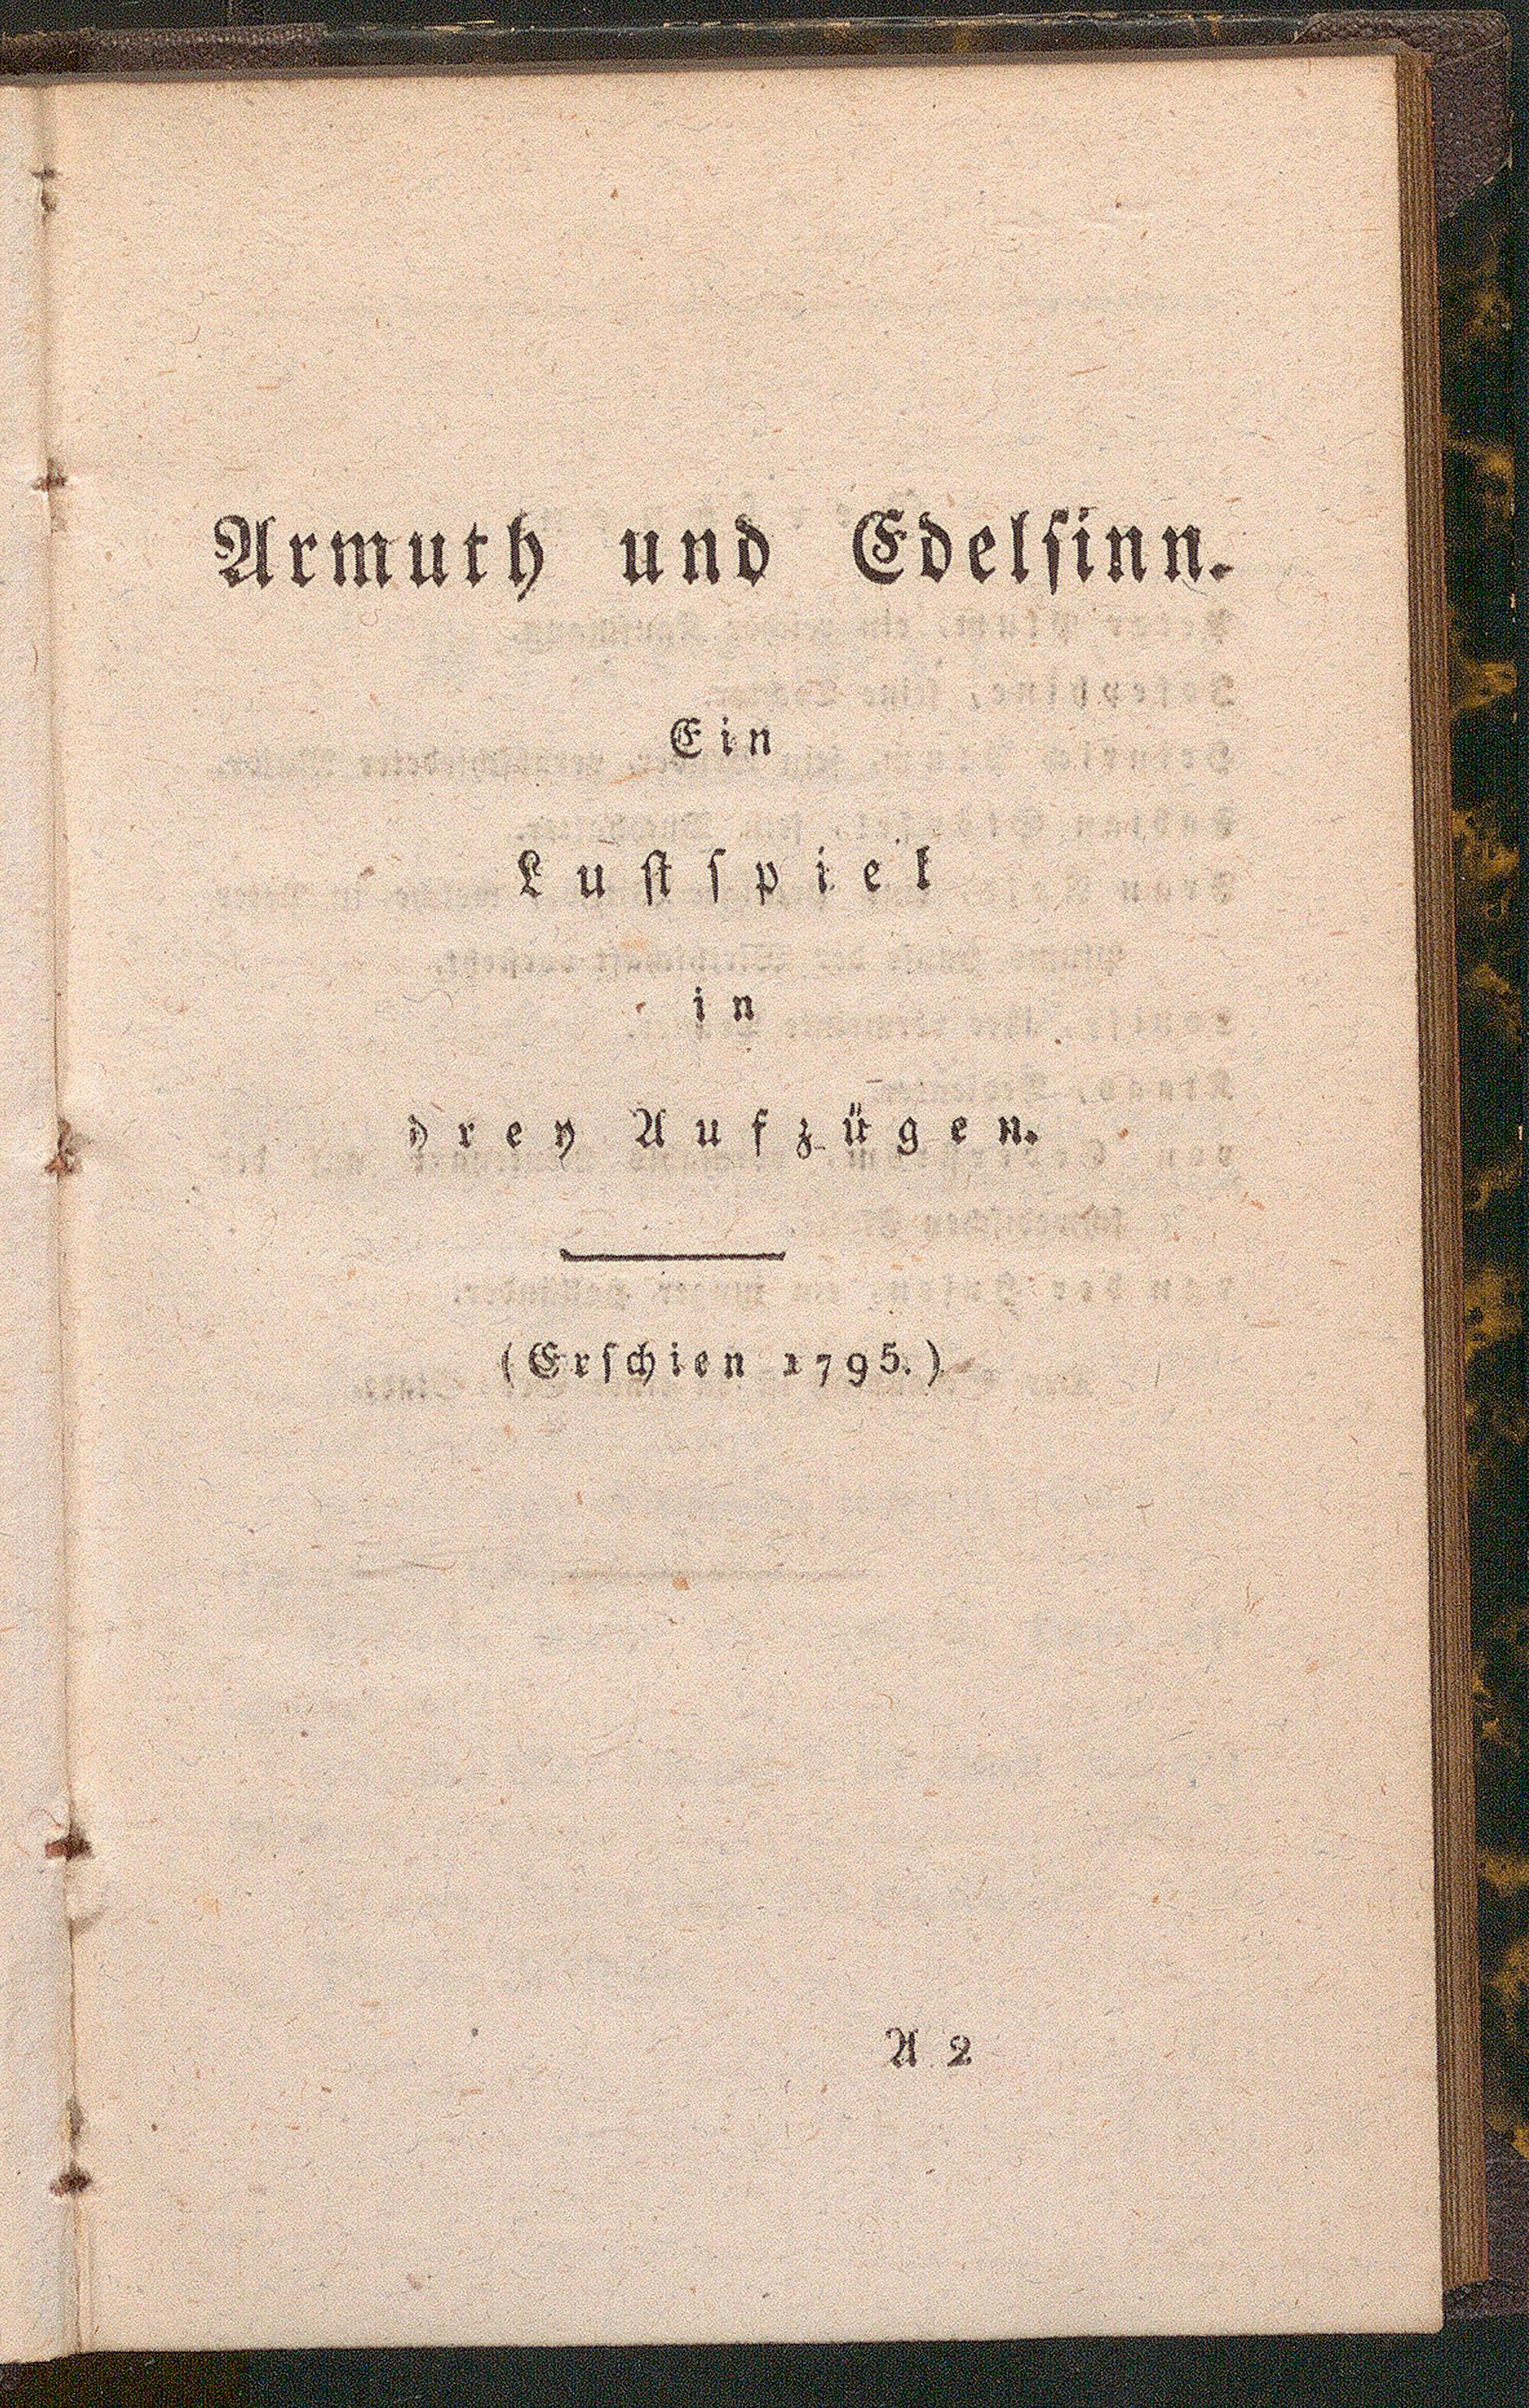 Armuth und Edelſinn.
Ein
Luſtſpiel
in
drey Aufzügen.
(Erſchien 1795.)
A 2